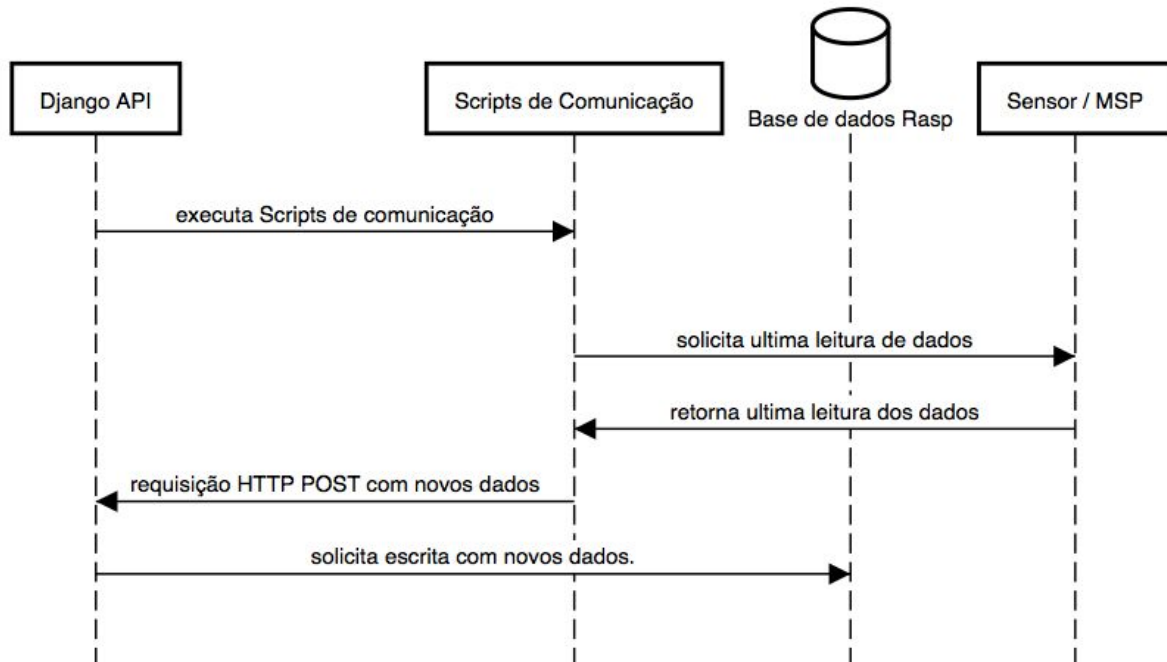 Django API
Scripts de Comunicação
Base de dados Rasp
Sensor / MSP
executa Scripts de comunicação
solicita ultima leitura de dados
retorna ultima leitura dos dados
requisição HTTP POST com novos dados
solicita escrita com novos dados.